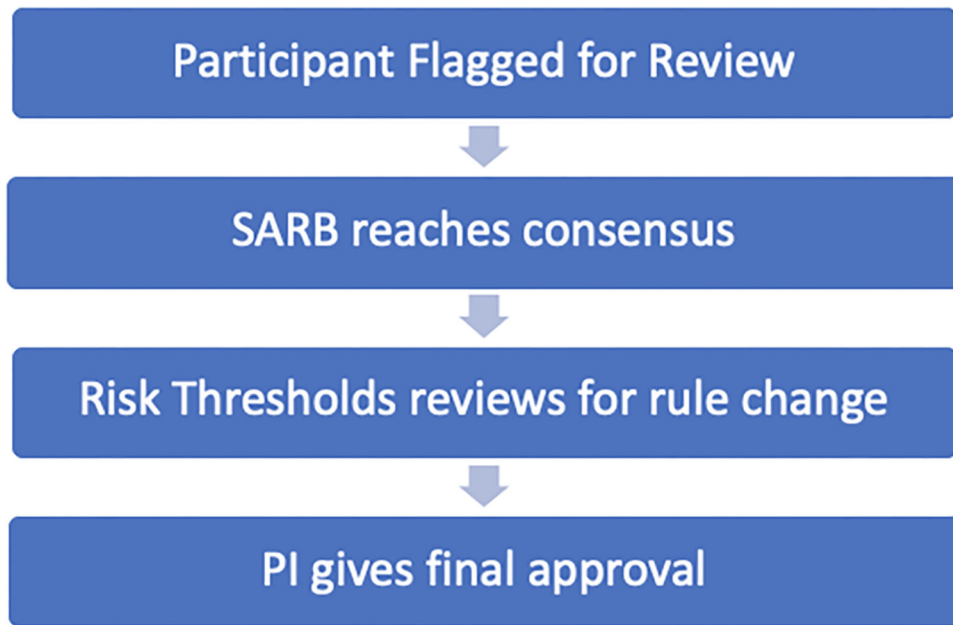 Participant Flagged for Review
SARB reaches consensus
Risk Thresholds reviews for rule change
PI gives final approval